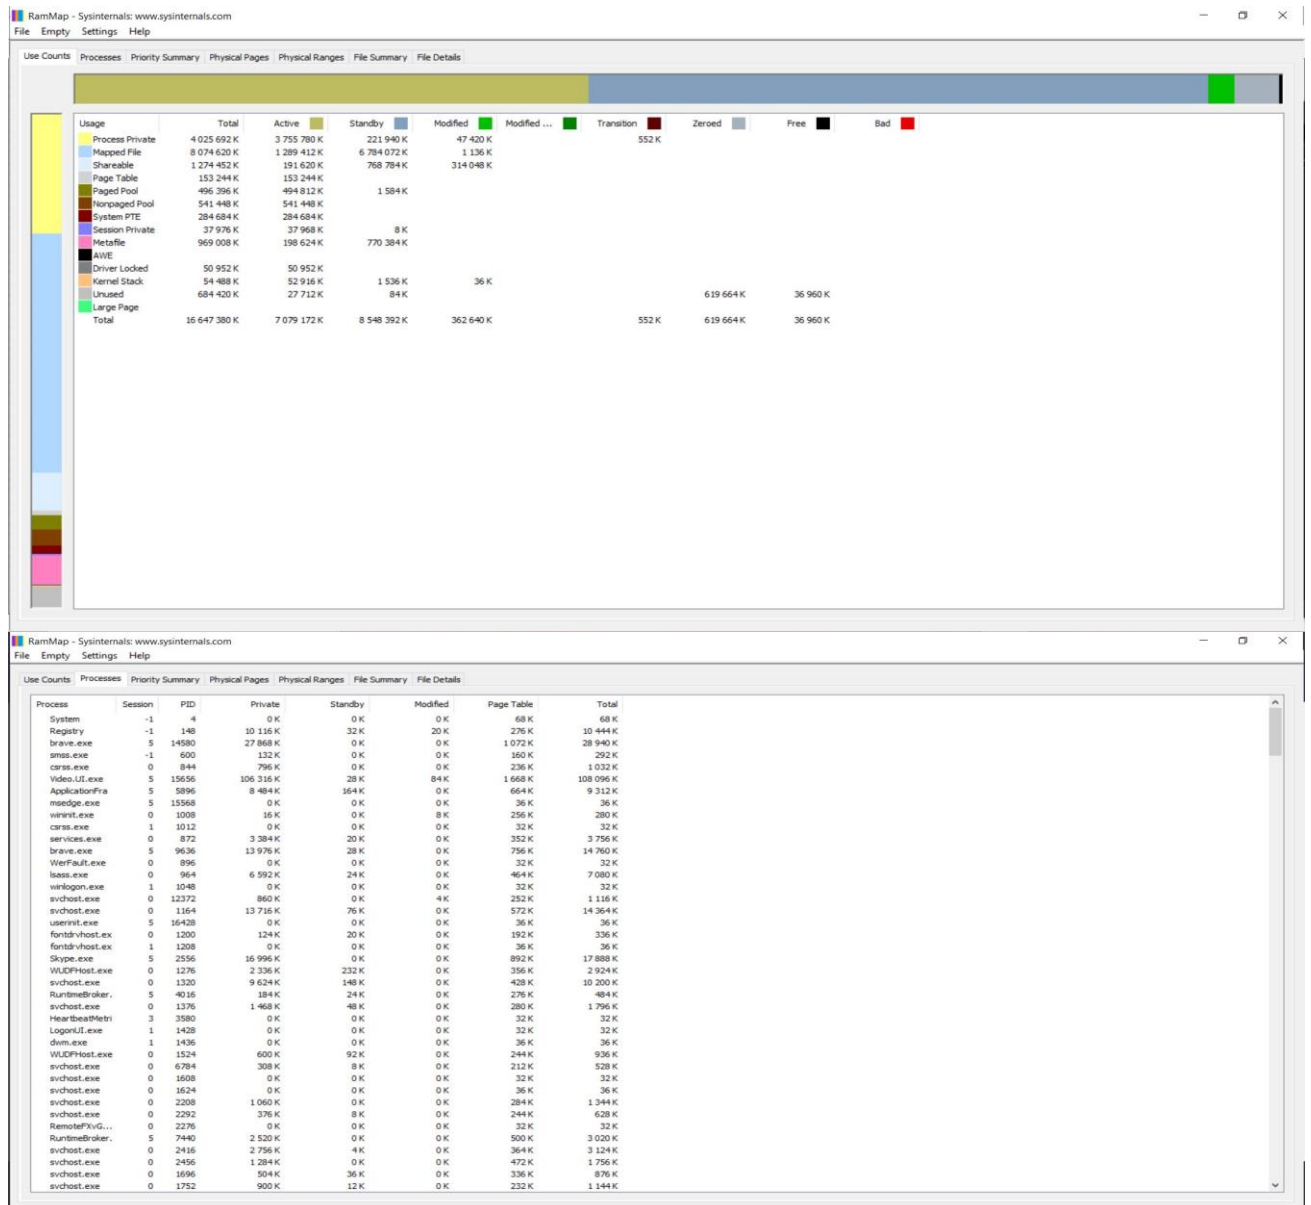 RamMap - Sysinternals: www.sysinternals.com
File Empty Settings Help
Use Counts Processes Priority Summary Physical Pages Physical Ranges File Summary File Details
Usage Total Active Standby Modified Modified ... Transition Zeroed Free Bad
Process Private 4 025 692 K 3 755 780 K 221 940 K 47 420 K 552 K
Mapped File 8 074 620 K 1 289 412 K 6 784 072 K 1 136 K
Shareable 1 274 452 K 191 620 K 768 784 K 314 048 K
Page Table 153 244 K 153 244 K
Paged Pool 496 396 K 494 812 K 1 584 K
Nonpaged Pool 541 448 K 541 448 K
System PTE 284 684 K 284 684 K
Session Private 37 976 K 37 968 K 8 K
Metafile 969 008 K 198 624 K 770 384 K
AWE
Driver Locked 50 952 K 50 952 K
Kernel Stack 54 488 K 52 916 K 1 536 K 36 K
Unused 684 420 K 27 712 K 84 K 619 664 K 36 960 K
Large Page
Total 16 647 380 K 7 079 172 K 8 548 392 K 362 640 K 552 K 619 664 K 36 960 K
RamMap - Sysinternals: www.sysinternals.com
File Empty Settings Help
Use Counts Processes Priority Summary Physical Pages Physical Ranges File Summary File Details
Process Session PID Private Standby Modified Page Table Total
System -1 4 0 K 0 K 0 K 68 K 68 K
Registry -1 148 10 116 K 32 K 20 K 276 K 10 444 K
brave.exe 5 14580 27 868 K 0 K 0 K 1 072 K 28 940 K
smss.exe -1 600 132 K 0 K 0 K 160 K 292 K
csrss.exe 0 844 796 K 0 K 0 K 236 K 1 032 K
Video.UI.exe 5 15656 106 316 K 28 K 84 K 1 668 K 108 096 K
ApplicationFra 5 5896 8 484 K 164 K 0 K 664 K 9 312 K
msedge.exe 5 15568 0 K 0 K 0 K 36 K 36 K
wininit.exe 0 1008 16 K 0 K 8 K 256 K 280 K
csrss.exe 1 1012 0 K 0 K 0 K 32 K 32 K
services.exe 0 872 3 384 K 20 K 0 K 352 K 3 756 K
brave.exe 5 9636 13 976 K 28 K 0 K 756 K 14 760 K
WerFault.exe 0 896 0 K 0 K 0 K 32 K 32 K
lsass.exe 0 964 6 592 K 24 K 0 K 464 K 7 080 K
winlogon.exe 1 1048 0 K 0 K 0 K 32 K 32 K
svchost.exe 0 12372 860 K 0 K 4 K 252 K 1 116 K
svchost.exe 0 1164 13 716 K 76 K 0 K 572 K 14 364 K
userinit.exe 5 16428 0 K 0 K 0 K 36 K 36 K
fontdrvhost.ex 0 1200 124 K 20 K 0 K 192 K 336 K
fontdrvhost.ex 1 1208 0 K 0 K 0 K 36 K 36 K
Skype.exe 5 2556 16 996 K 0 K 0 K 892 K 17 888 K
WUDFHost.exe 0 1276 2 336 K 232 K 0 K 356 K 2 924 K
svchost.exe 0 1320 9 624 K 148 K 0 K 428 K 10 200 K
RuntimeBroker. 5 4016 184 K 24 K 0 K 276 K 484 K
svchost.exe 0 1376 1 468 K 48 K 0 K 280 K 1 796 K
HeartbeatMetri 3 3580 0 K 0 K 0 K 32 K 32 K
LogonUI.exe 1 1428 0 K 0 K 0 K 32 K 32 K
dwm.exe 1 1436 0 K 0 K 0 K 36 K 36 K
WUDFHost.exe 0 1524 600 K 92 K 0 K 244 K 936 K
svchost.exe 0 6784 308 K 8 K 0 K 212 K 528 K
svchost.exe 0 1608 0 K 0 K 0 K 32 K 32 K
svchost.exe 0 1624 0 K 0 K 0 K 36 K 36 K
svchost.exe 0 2208 1 060 K 0 K 0 K 284 K 1 344 K
svchost.exe 0 2292 376 K 8 K 0 K 244 K 628 K
RemoteFXvG... 0 2276 0 K 0 K 0 K 32 K 32 K
RuntimeBroker. 5 7440 2 520 K 0 K 0 K 500 K 3 020 K
svchost.exe 0 2416 2 756 K 4 K 0 K 364 K 3 124 K
svchost.exe 0 2456 1 284 K 0 K 0 K 472 K 1 756 K
svchost.exe 0 1696 504 K 36 K 0 K 336 K 876 K
svchost.exe 0 1752 900 K 12 K 0 K 232 K 1 144 K